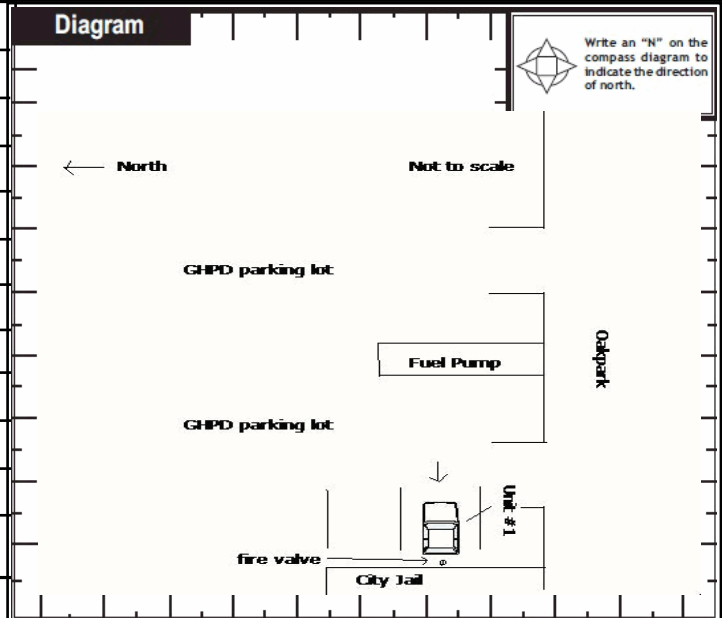 Diagram
Write an “N” on the
compass diagram to
indicate the direction
of north.
North
Not to scale
GHPD parking lot
Oakpark
Fuel Pump
GHPD parking lot
Unit #1
fire valve
City Jail